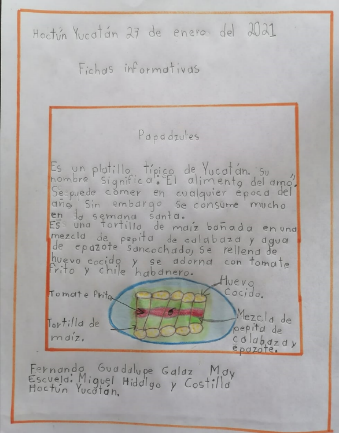 Hoctún Yucatán 23 de enero del 2021
Fichas informativas
Papadzules
Es un platillo típico de Yucatán. su
nombre significa: "El alimento del amo".
Se puede comer en cualquier época del
año. Sin embargo se consume mucho
en la semana santa.
Es una tortilla de maiz bañada en una
mezcla de pepita de calabaza y agua
de epazote sancochado, Se rellena de
huevo cocido y se adorna con tomate
frito y chile habanero.
Huevo
Cocido.
Tomate frito
Tortilla de
maíz.
Mezcla de
pepita de
calabaza y
epazote.
Fernando Guadalupe Galaz May
Escuela: Miguel Hidalgo y Costilla
Hoctún Yucatán.